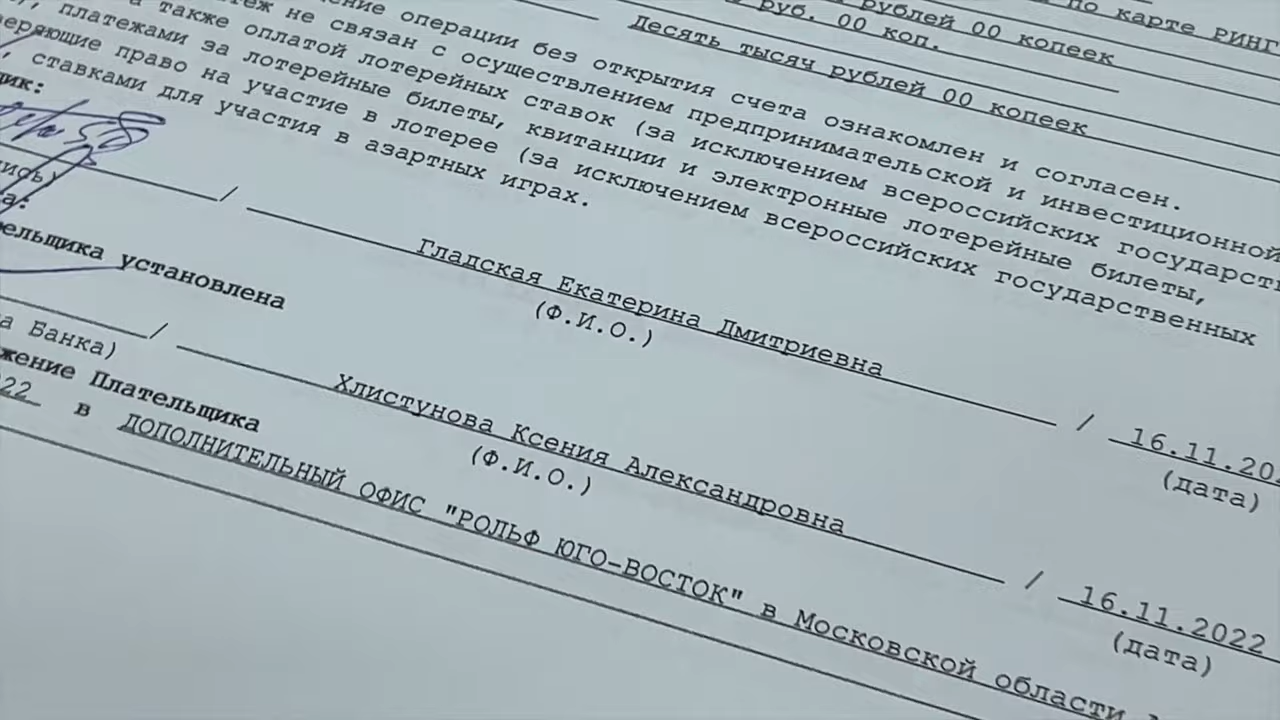 по карте РИНГ
рублей 00 копеек
руб. 00 коп.
Десять тысяч рублей 00 копеек
операции без открытия счета ознакомлен и согласен.
не связан с осуществлением предпринимательской и инвестиционной
а также оплатой лотерейных ставок (за исключением всероссийских государст
платежами за лотерейные билеты, квитанции и электронные лотерейные билеты,
право на участие в лотерее (за исключением всероссийских государственных
ставками для участия в азартных играх.
щик:
/ Гладская Екатерина Дмитриевна / 16.11.202
(Ф.И.О.) (дата)
установлена
/ Хлистунова Ксения Александровна / 16.11.2022
Банка) (Ф.И.О.) (дата)
Плательщика
22 в ДОПОЛНИТЕЛЬНЫЙ ОФИС "РОЛЬФ ЮГО-ВОСТОК" в Московской области